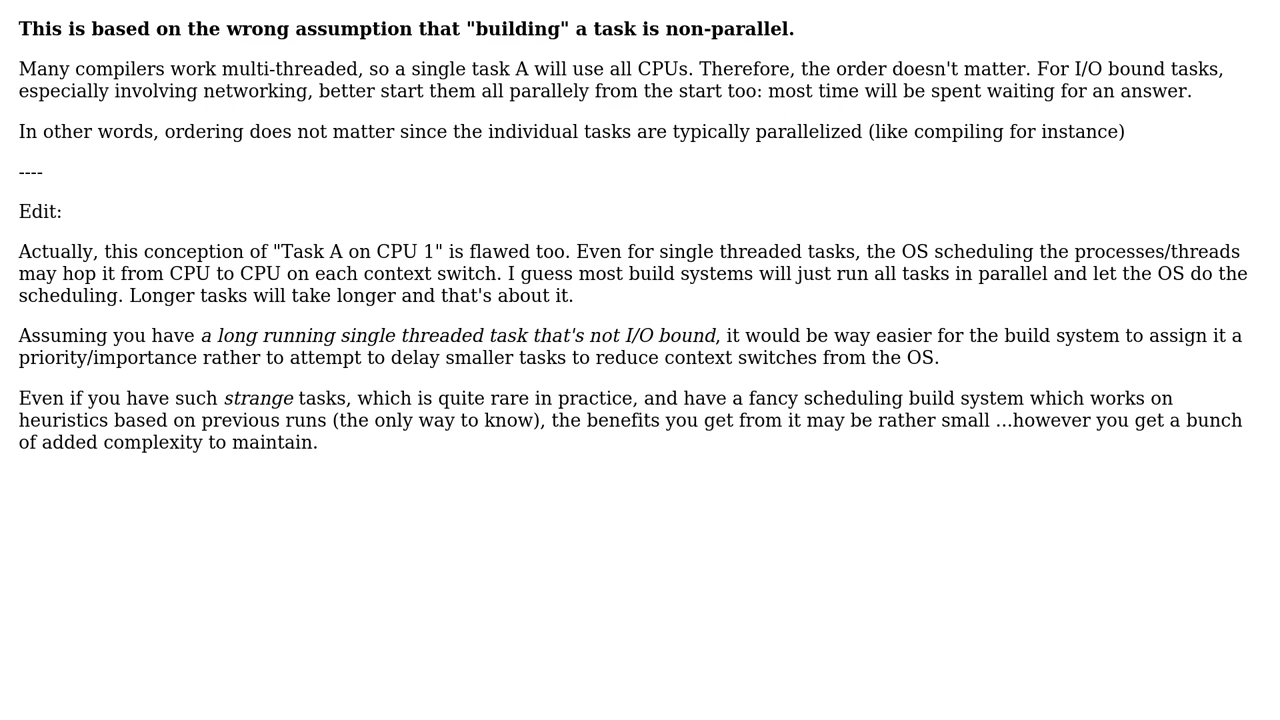 This is based on the wrong assumption that "building" a task is non-parallel.
Many compilers work multi-threaded, so a single task A will use all CPUs. Therefore, the order doesn't matter. For I/O bound tasks,
especially involving networking, better start them all parallely from the start too: most time will be spent waiting for an answer.
In other words, ordering does not matter since the individual tasks are typically parallelized (like compiling for instance)
----
Edit:
Actually, this conception of "Task A on CPU 1" is flawed too. Even for single threaded tasks, the OS scheduling the processes/threads
may hop it from CPU to CPU on each context switch. I guess most build systems will just run all tasks in parallel and let the OS do the
scheduling. Longer tasks will take longer and that's about it.
Assuming you have a long running single threaded task that's not I/O bound, it would be way easier for the build system to assign it a
priority/importance rather to attempt to delay smaller tasks to reduce context switches from the OS.
Even if you have such strange tasks, which is quite rare in practice, and have a fancy scheduling build system which works on
heuristics based on previous runs (the only way to know), the benefits you get from it may be rather small ...however you get a bunch
of added complexity to maintain.